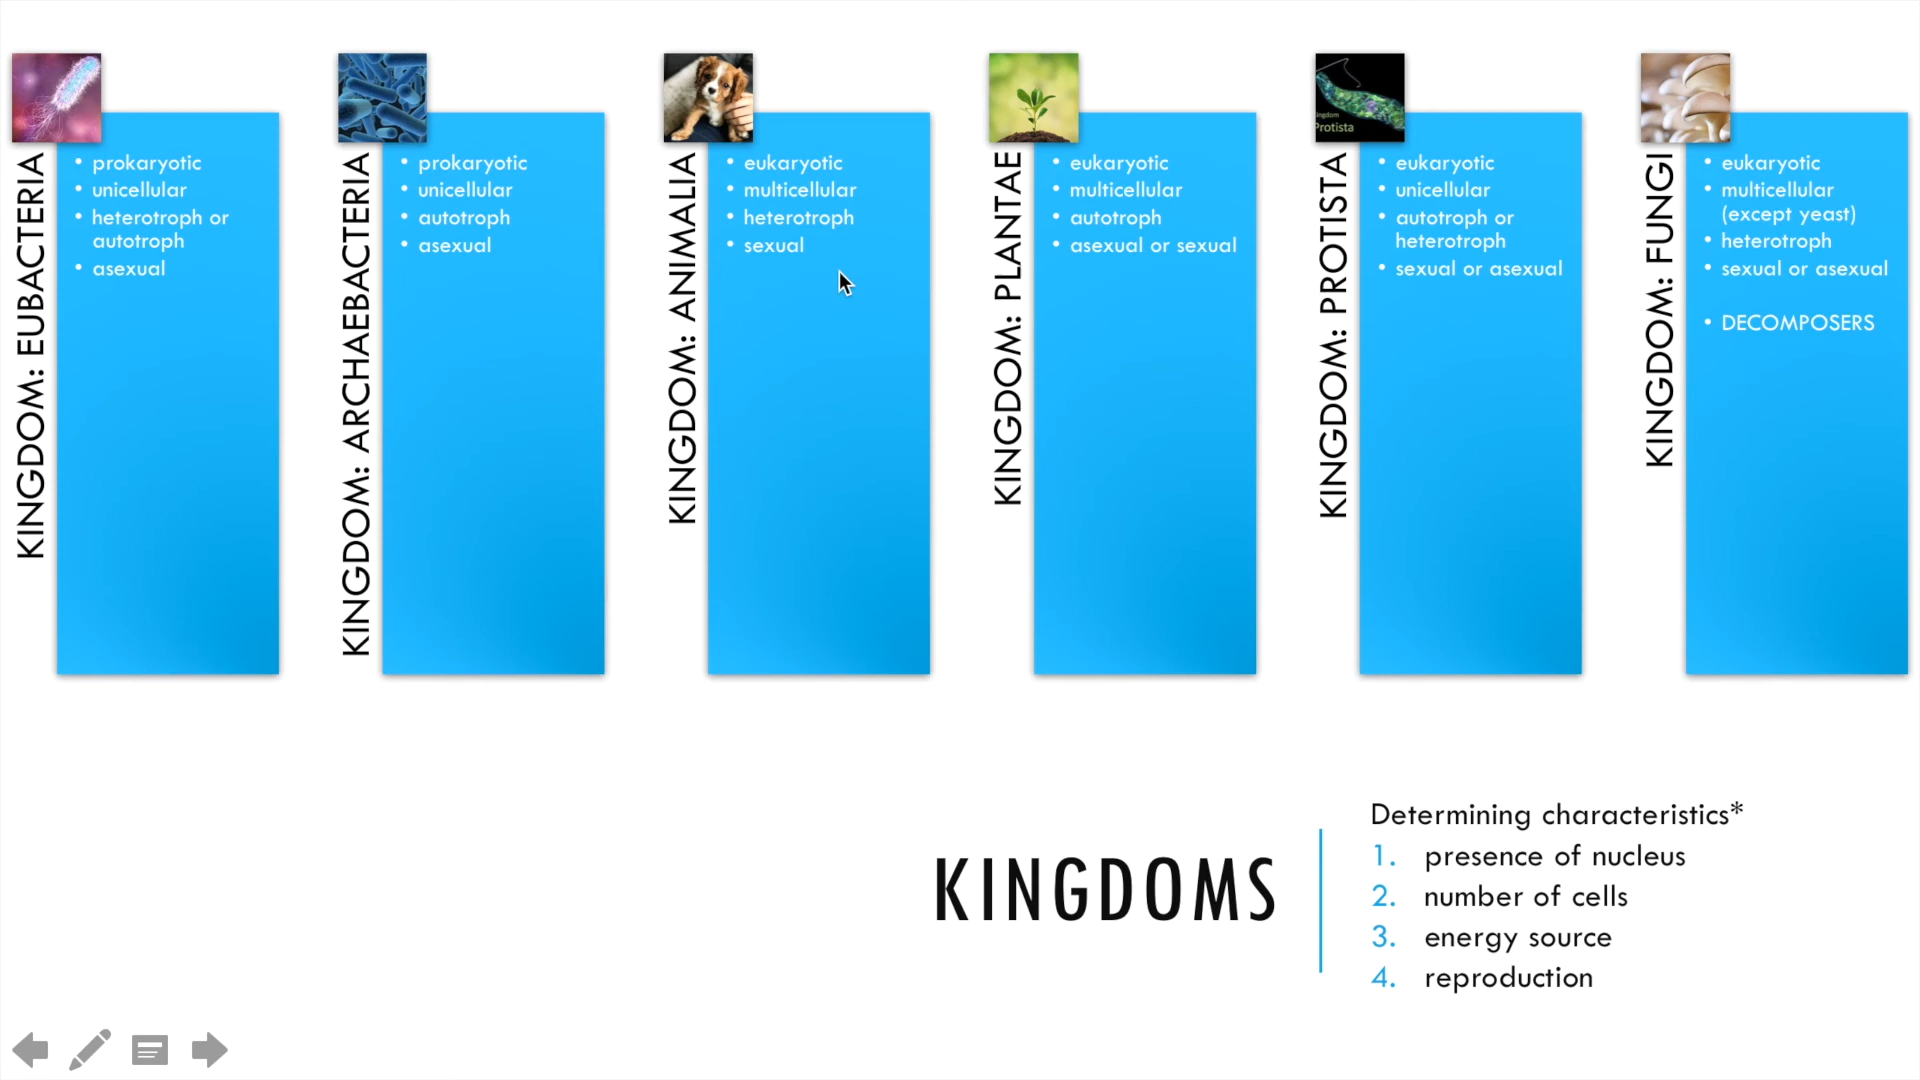 KINGDOM: EUBACTERIA
• prokaryotic
• unicellular
• heterotroph or
autotroph
• asexual
KINGDOM: ARCHAEBACTERIA
• prokaryotic
• unicellular
• autotroph
• asexual
KINGDOM: ANIMALIA
• eukaryotic
• multicellular
• heterotroph
• sexual
KINGDOM: PLANTAE
• eukaryotic
• multicellular
• autotroph
• asexual or sexual
ingdom
Protista
KINGDOM: PROTISTA
• eukaryotic
• unicellular
• autotroph or
heterotroph
• sexual or asexual
KINGDOM: FUNGI
• eukaryotic
• multicellular
(except yeast)
• heterotroph
• sexual or asexual
• DECOMPOSERS
KINGDOMS
Determining characteristics*
1. presence of nucleus
2. number of cells
3. energy source
4. reproduction